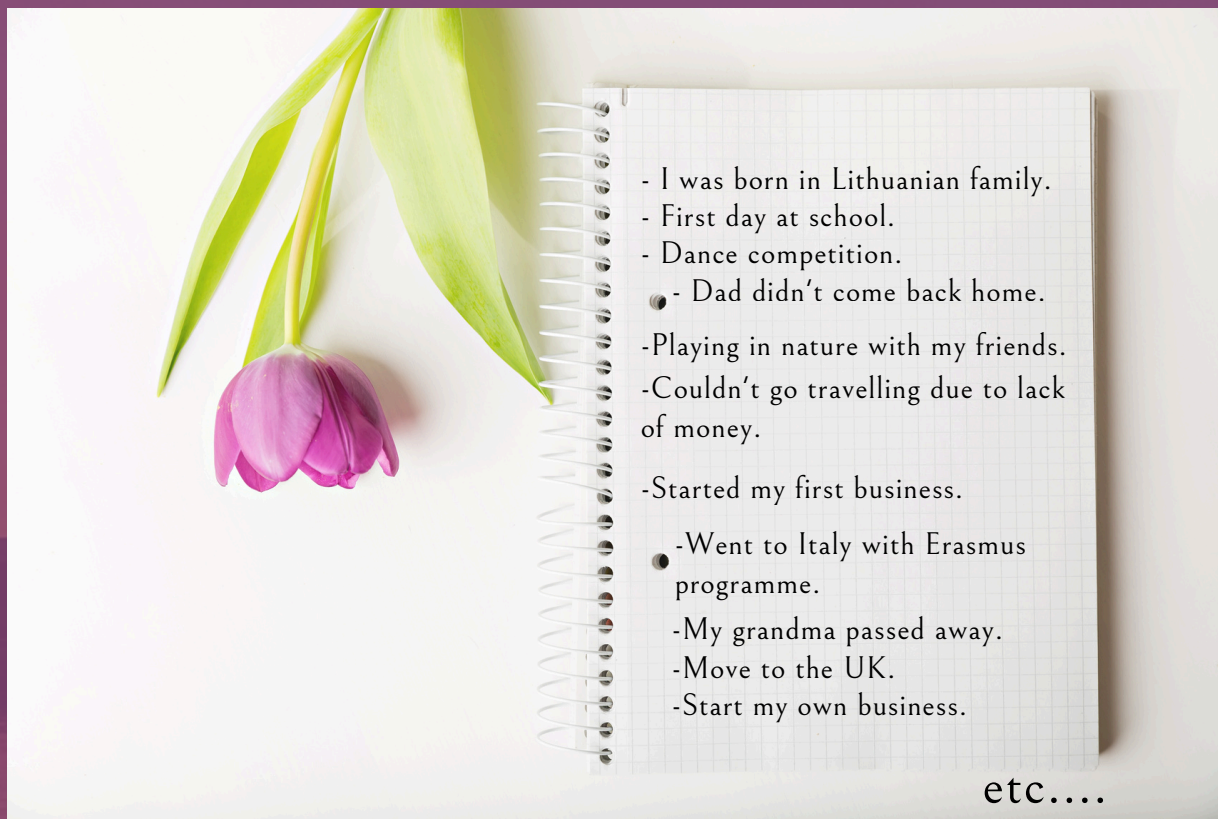 - I was born in Lithuanian family.
- First day at school.
- Dance competition.
- Dad didn't come back home.
-Playing in nature with my friends.
-Couldn't go travelling due to lack
of money.
-Started my first business.
-Went to Italy with Erasmus
programme.
-My grandma passed away.
-Move to the UK.
-Start my own business.
etc....